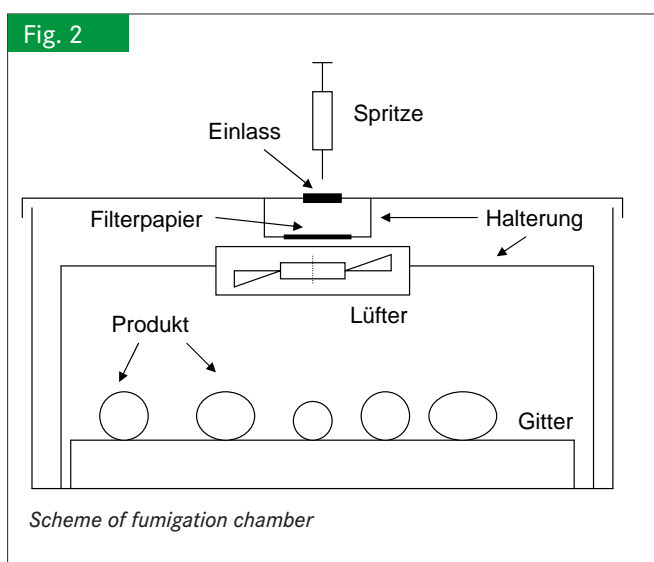 Fig. 2
Spritze
Einlass
Filterpapier
Halterung
Lüfter
Produkt
Gitter
Scheme of fumigation chamber